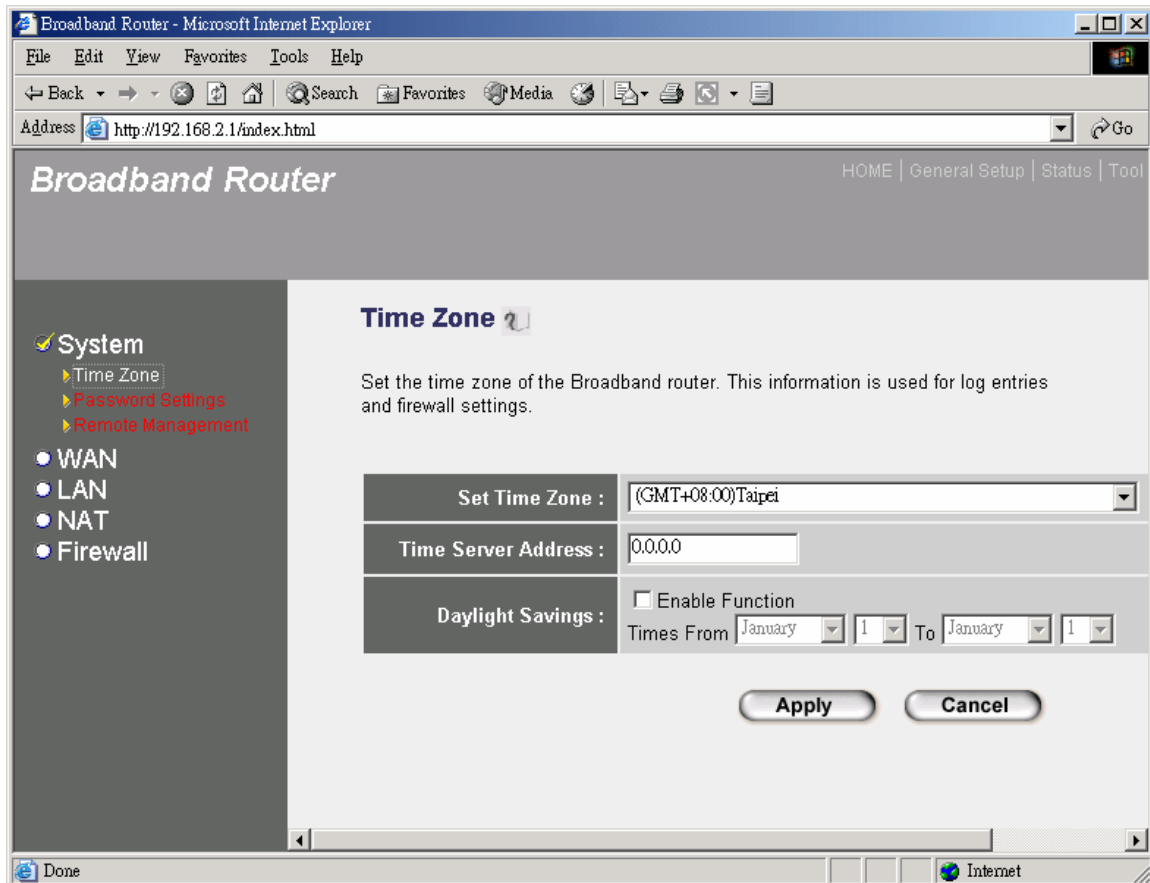 Broadband Router - Microsoft Internet Explorer
File Edit View Favorites Tools Help
Back Search Favorites Media
Address http://192.168.2.1/index.html Go
Broadband Router
HOME | General Setup | Status | Tool
System
Time Zone
Password Settings
Remote Management
WAN
LAN
NAT
Firewall
Time Zone
Set the time zone of the Broadband router. This information is used for log entries
and firewall settings.
Set Time Zone : (GMT+08:00)Taipei
Time Server Address : 0.0.0.0
Daylight Savings : Enable Function
Times From January 1 To January 1
Apply Cancel
Done Internet